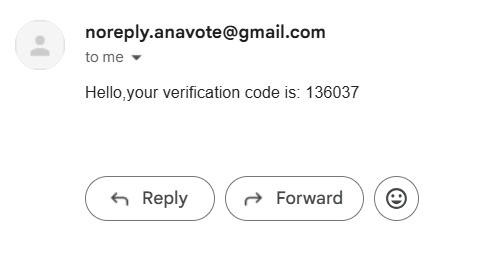 noreply.anavote@gmail.com
to me
Hello,your verification code is: 136037
Reply Forward